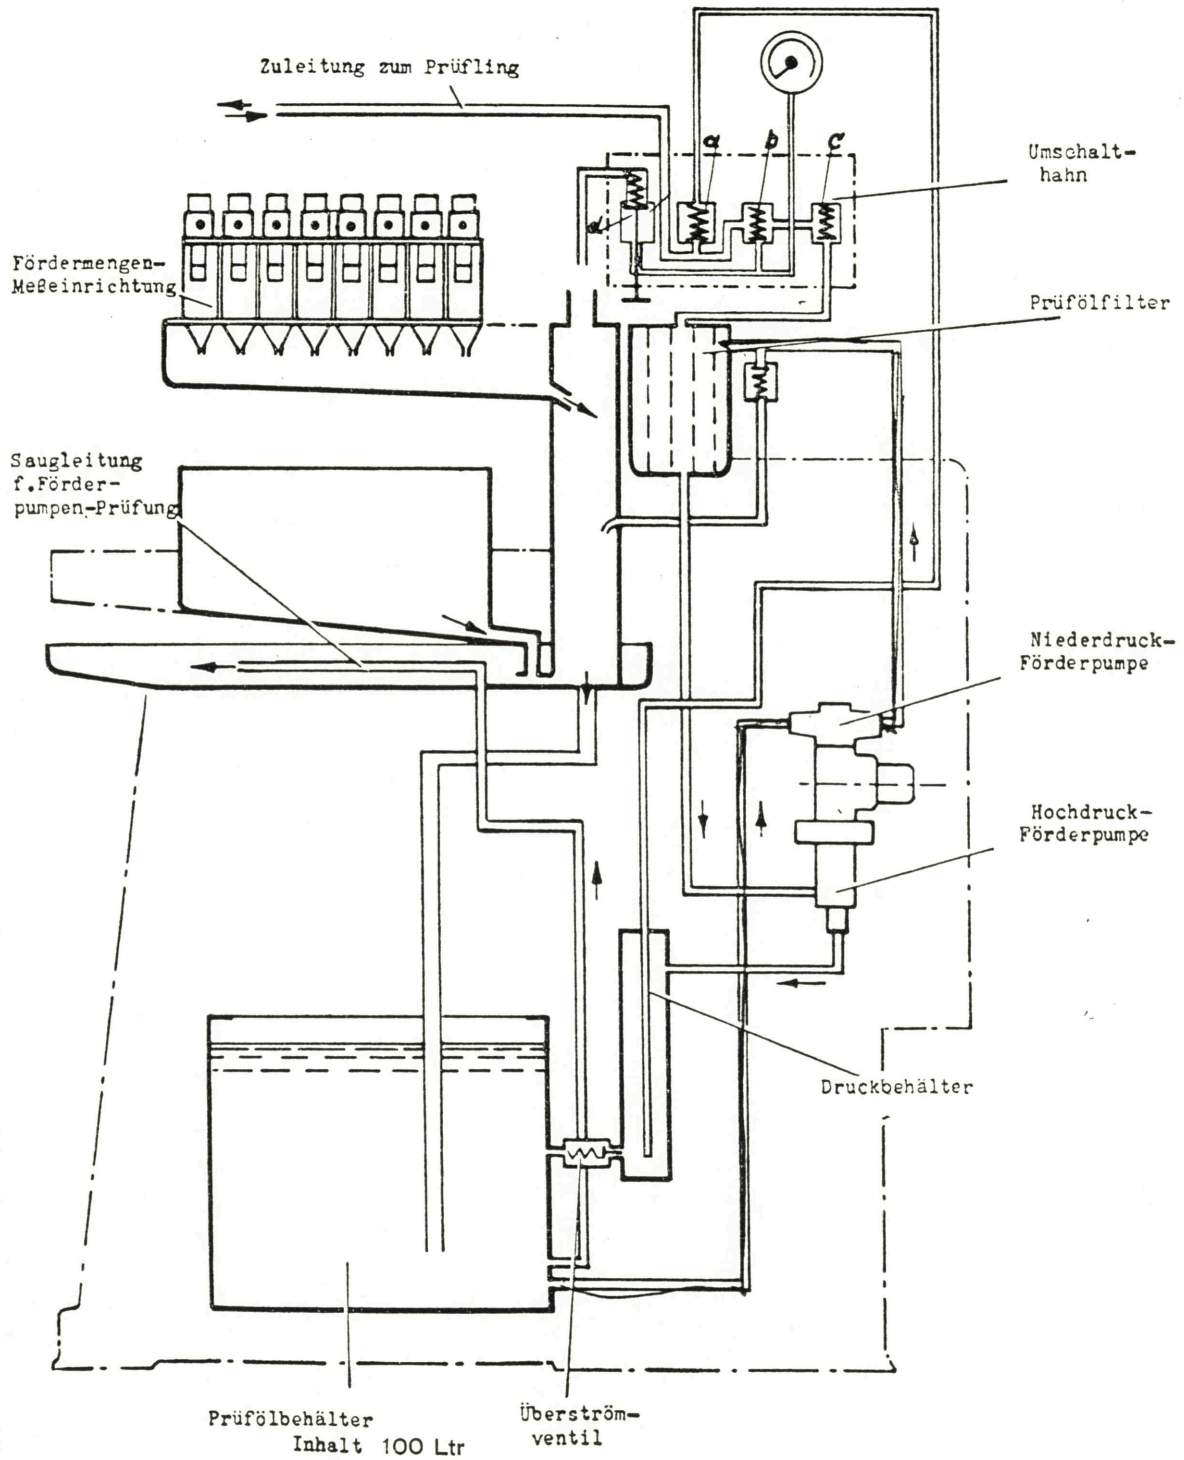 Zuleitung zum Prüfling
a
b
c
d
Umschalt-
hahn
Fördermengen-
Meßeinrichtung
Prüfölfilter
Saugleitung
f.Förder-
pumpen-Prüfung
Niederdruck-
Förderpumpe
Hochdruck-
Förderpumpe
Druckbehälter
Prüfölbehälter
Inhalt 100 Ltr
Überström-
ventil